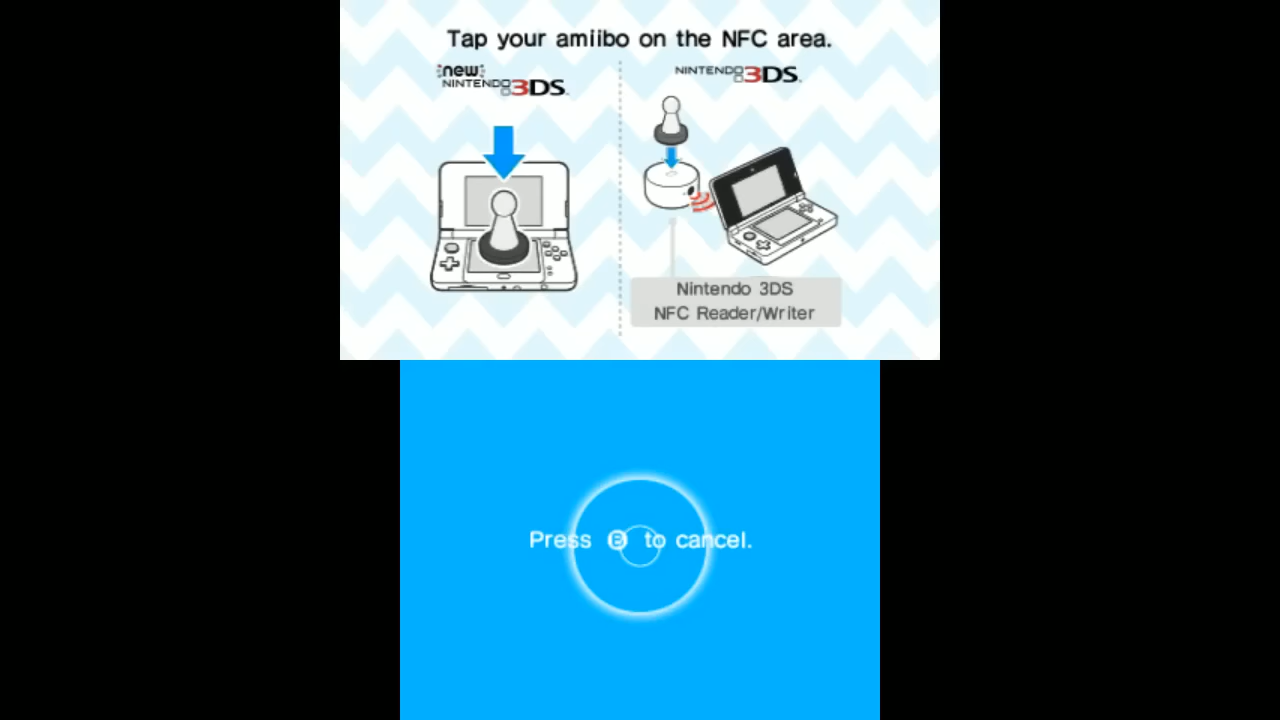 Tap your amiibo on the NFC area.
new
NINTENDO 3DS
NINTENDO 3DS
Nintendo 3DS
NFC Reader/Writer
Press B to cancel.